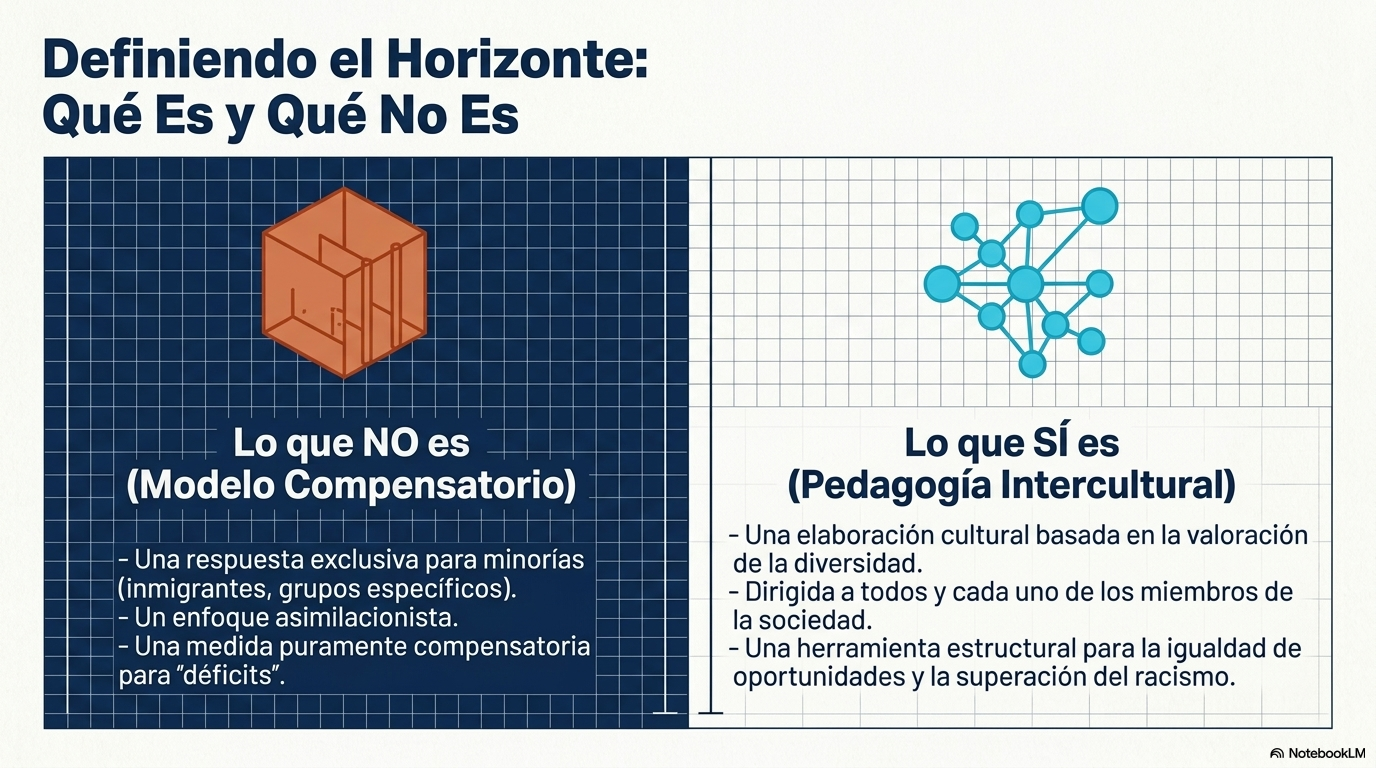 Definiendo el Horizonte:
Qué Es y Qué No Es
Lo que NO es
(Modelo Compensatorio)
- Una respuesta exclusiva para minorías
(inmigrantes, grupos específicos).
- Un enfoque asimilacionista.
- Una medida puramente compensatoria
para "déficits".
Lo que SÍ es
(Pedagogía Intercultural)
- Una elaboración cultural basada en la valoración
de la diversidad.
- Dirigida a todos y cada uno de los miembros de
la sociedad.
- Una herramienta estructural para la igualdad de
oportunidades y la superación del racismo.
NotebookLM